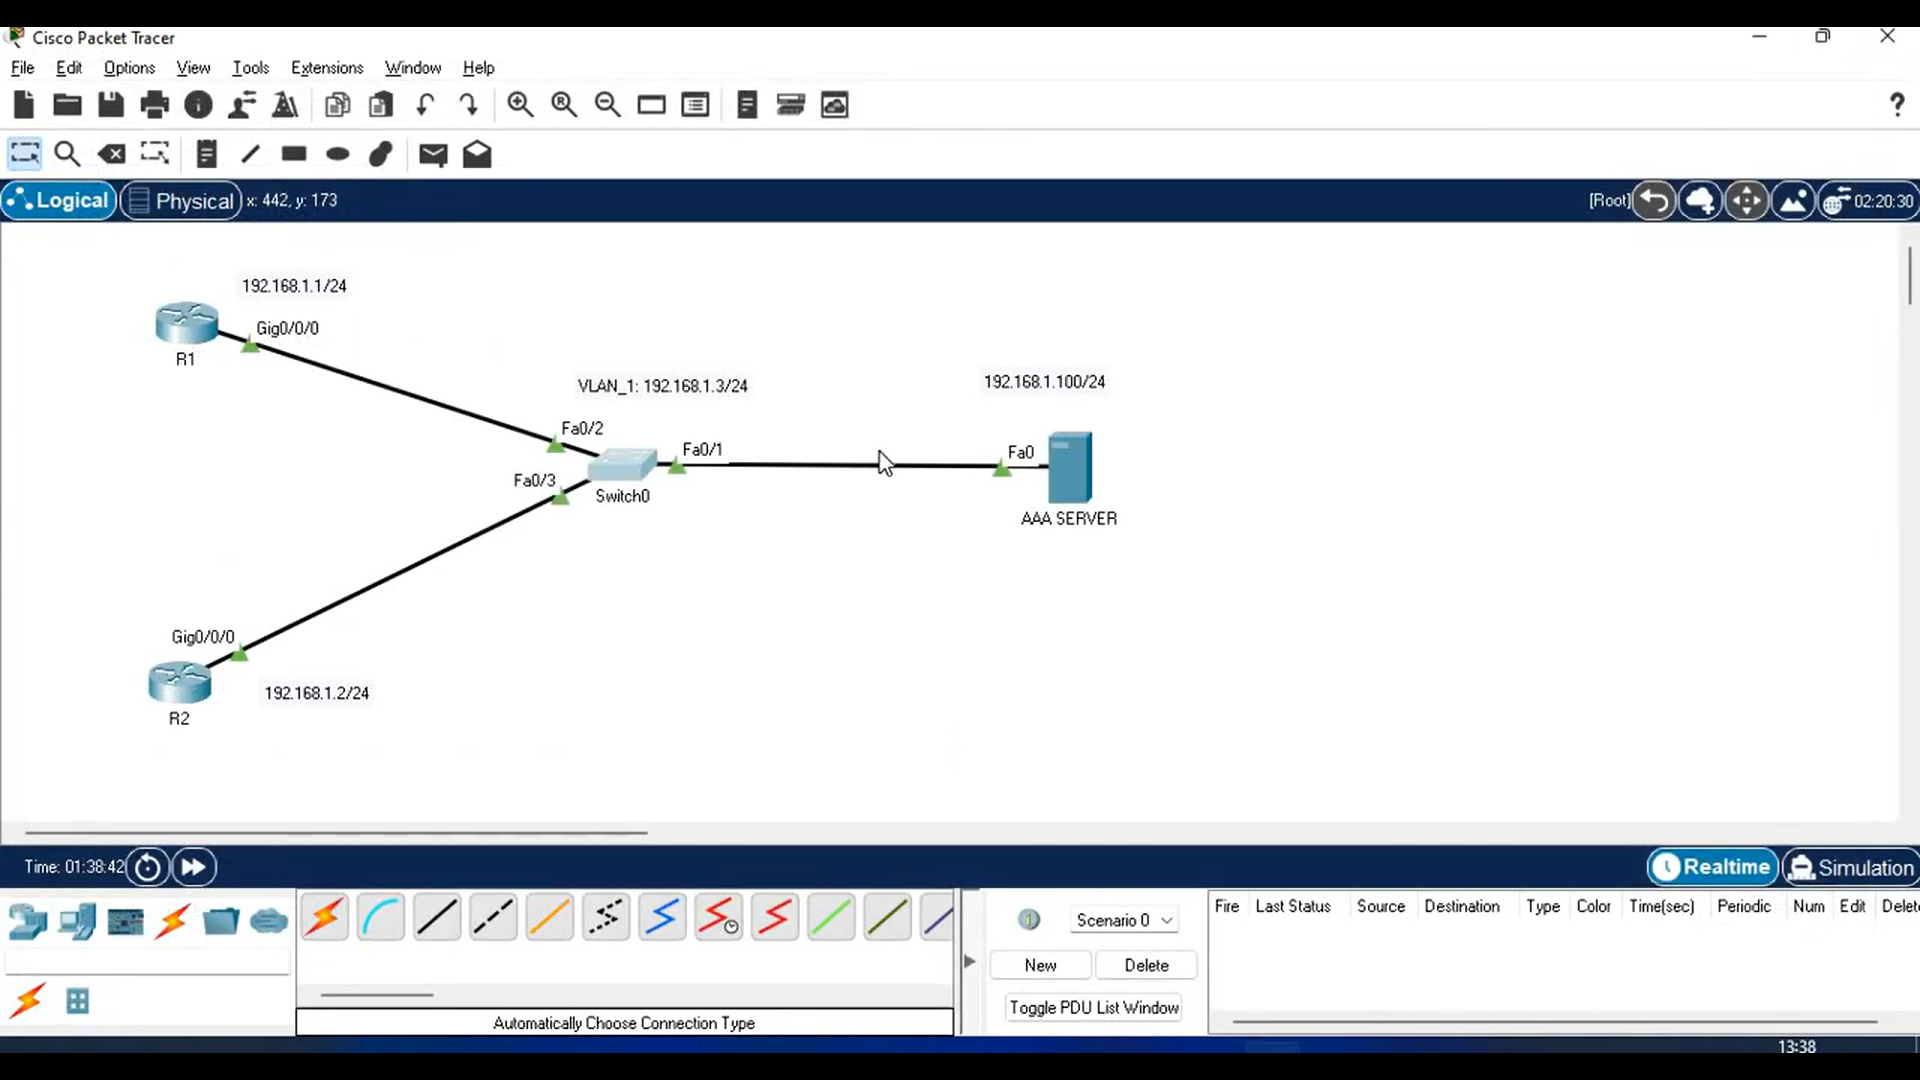 Cisco Packet Tracer
File Edit Options View Tools Extensions Window Help
?
Logical Physical x: 442, y: 173 [Root] 02:20:30
192.168.1.1/24
Gig0/0/0
R1
VLAN_1: 192.168.1.3/24
192.168.1.100/24
Fa0/2
Fa0/1
Fa0
Fa0/3
Switch0
AAA SERVER
Gig0/0/0
192.168.1.2/24
R2
Time: 01:38:42 Realtime Simulation
Scenario 0
Fire Last Status Source Destination Type Color Time(sec) Periodic Num Edit Delet
New Delete
Toggle PDU List Window
Automatically Choose Connection Type
13:38